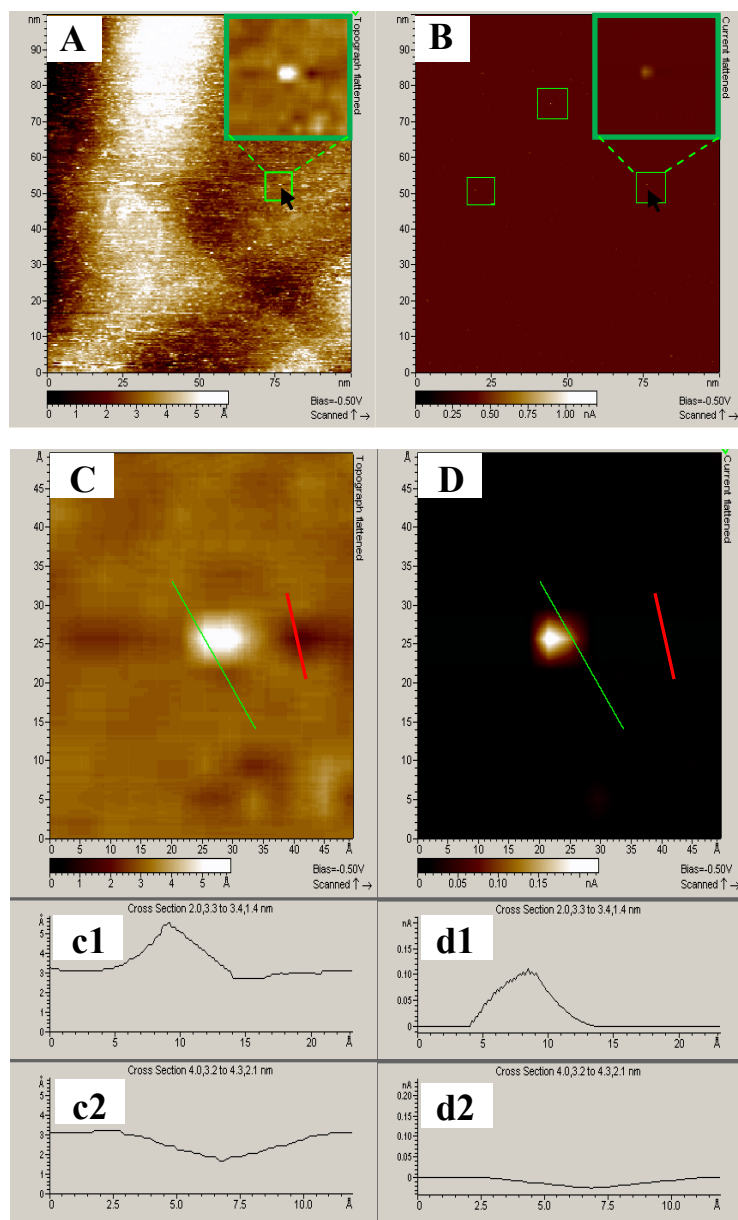 A
nm
90
80
70
60
50
40
30
20
10
0
0 25 50 75 nm
0 1 2 3 4 5 Å
Bias=-0.50V
Scanned ↑ →
Topograph flattened
B
nm
90
80
70
60
50
40
30
20
10
0
0 25 50 75 nm
0 0.25 0.50 0.75 1.00 nA
Bias=-0.50V
Scanned ↑ →
Current flattened
C
Å
45
40
35
30
25
20
15
10
5
0
0 5 10 15 20 25 30 35 40 45 Å
0 1 2 3 4 5 Å
Bias=-0.50V
Scanned ↑ →
Topograph flattened
D
Å
45
40
35
30
25
20
15
10
5
0
0 5 10 15 20 25 30 35 40 45 Å
0 0.05 0.10 0.15 nA
Bias=-0.50V
Scanned ↑ →
Current flattened
Cross Section 2.0,3.3 to 3.4,1.4 nm
c1
Å
5
4
3
2
1
0
0 5 10 15 20 Å
Cross Section 2.0,3.3 to 3.4,1.4 nm
d1
nA
0.15
0.10
0.05
0
0 5 10 15 20 Å
Cross Section 4.0,3.2 to 4.3,2.1 nm
c2
Å
5
4
3
2
1
0
0 2.5 5.0 7.5 10.0 Å
Cross Section 4.0,3.2 to 4.3,2.1 nm
d2
nA
0.20
0.15
0.10
0.05
0
2.5 5.0 7.5 10.0 Å